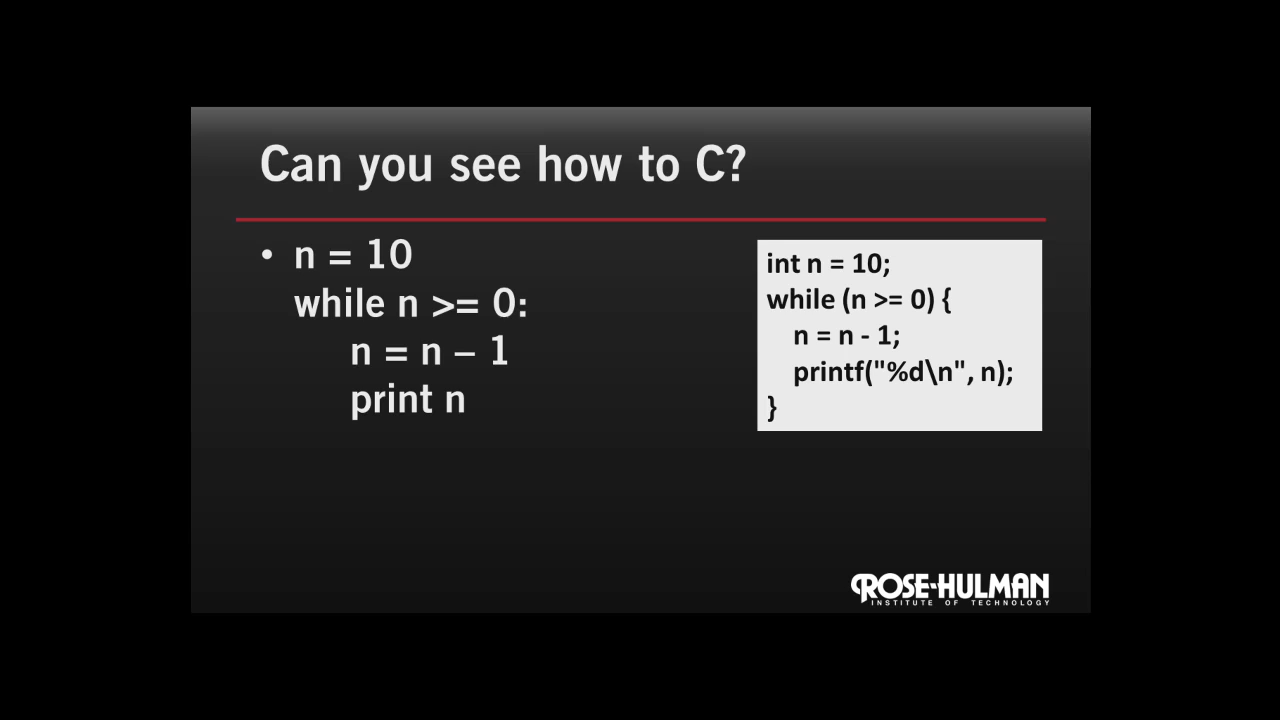 Can you see how to C?
• n = 10
while n >= 0:
n = n – 1
print n
int n = 10;
while (n >= 0) {
n = n - 1;
printf("%d\n", n);
}
ROSE-HULMAN
INSTITUTE OF TECHNOLOGY